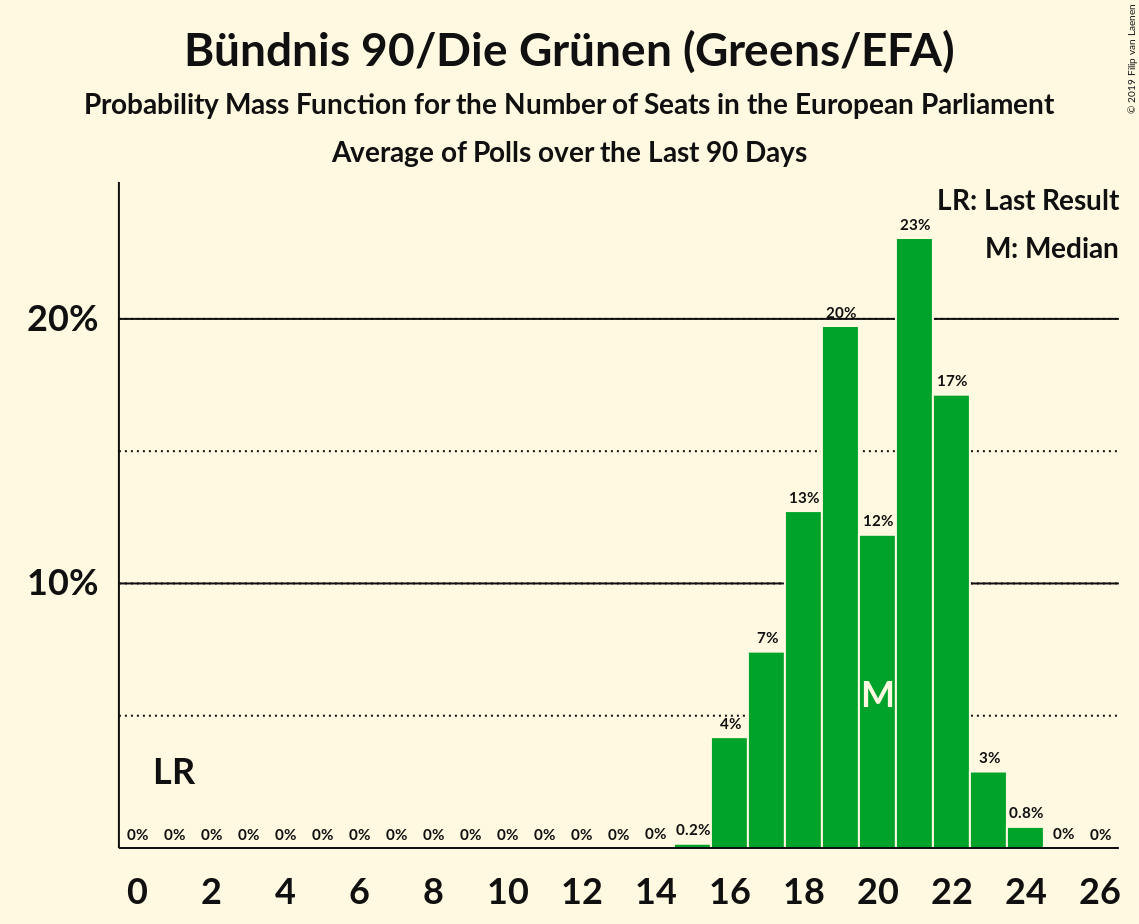 Bündnis 90/Die Grünen (Greens/EFA)
Probability Mass Function for the Number of Seats in the European Parliament
Average of Polls over the Last 90 Days
© 2019 Filip van Laenen
LR: Last Result
M: Median
23%
20%
20%
17%
13%
12%
10%
7%
M
4%
LR
3%
0.8%
0% 0% 0% 0% 0% 0% 0% 0% 0% 0% 0% 0% 0% 0% 0% 0.2% 0% 0%
0 2 4 6 8 10 12 14 16 18 20 22 24 26